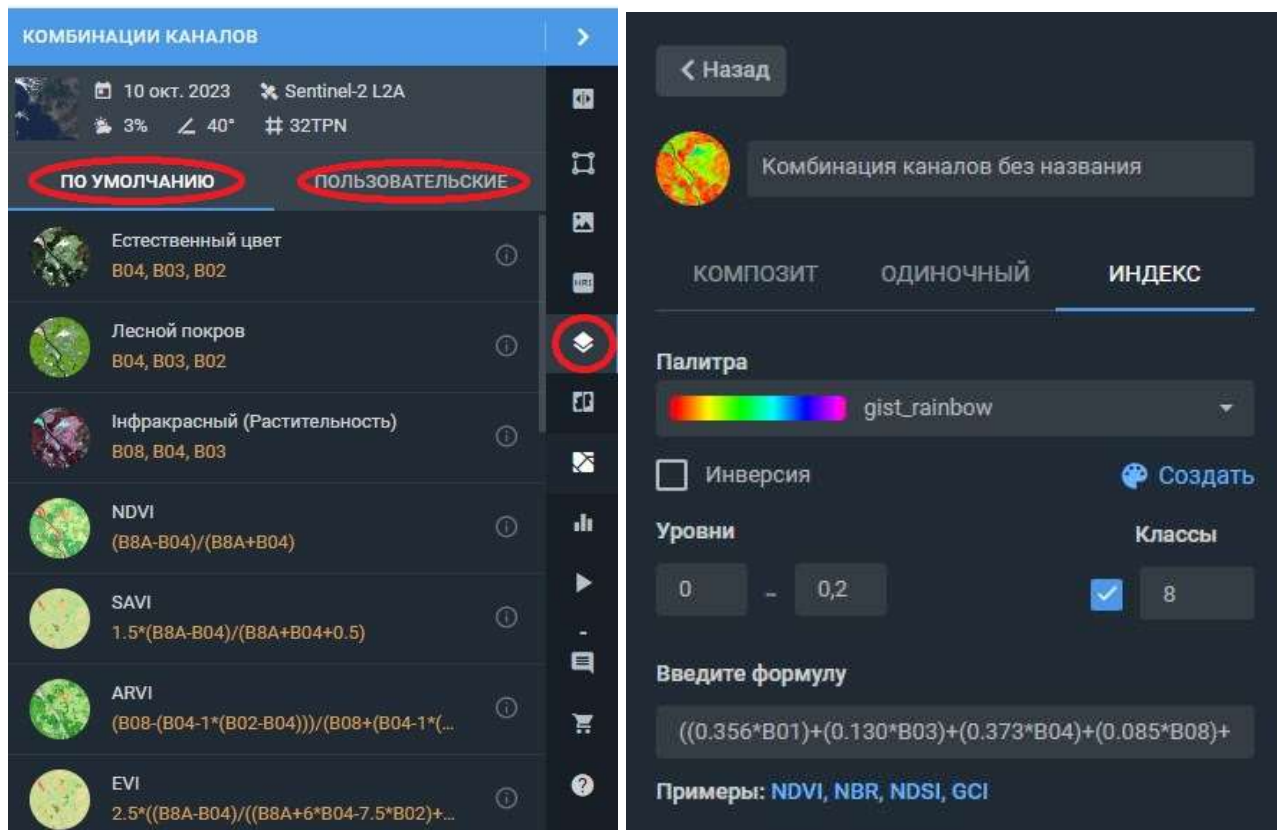 КОМБИНАЦИИ КАНАЛОВ
10 окт. 2023 Sentinel-2 L2A
3% 40° 32TPN
ПО УМОЛЧАНИЮ ПОЛЬЗОВАТЕЛЬСКИЕ
Естественный цвет
B04, B03, B02
Лесной покров
B04, B03, B02
Інфракрасный (Растительность)
B08, B04, B03
NDVI
(B8A-B04)/(B8A+B04)
SAVI
1.5*(B8A-B04)/(B8A+B04+0.5)
ARVI
(B08-(B04-1*(B02-B04)))/(B08+(B04-1*(...
EVI
2.5*((B8A-B04)/((B8A+6*B04-7.5*B02)+...
Назад
Комбинация каналов без названия
КОМПОЗИТ ОДИНОЧНЫЙ ИНДЕКС
Палитра
gist_rainbow
Инверсия Создать
Уровни Классы
0 - 0,2 8
Введите формулу
((0.356*B01)+(0.130*B03)+(0.373*B04)+(0.085*B08)+
Примеры: NDVI, NBR, NDSI, GCI